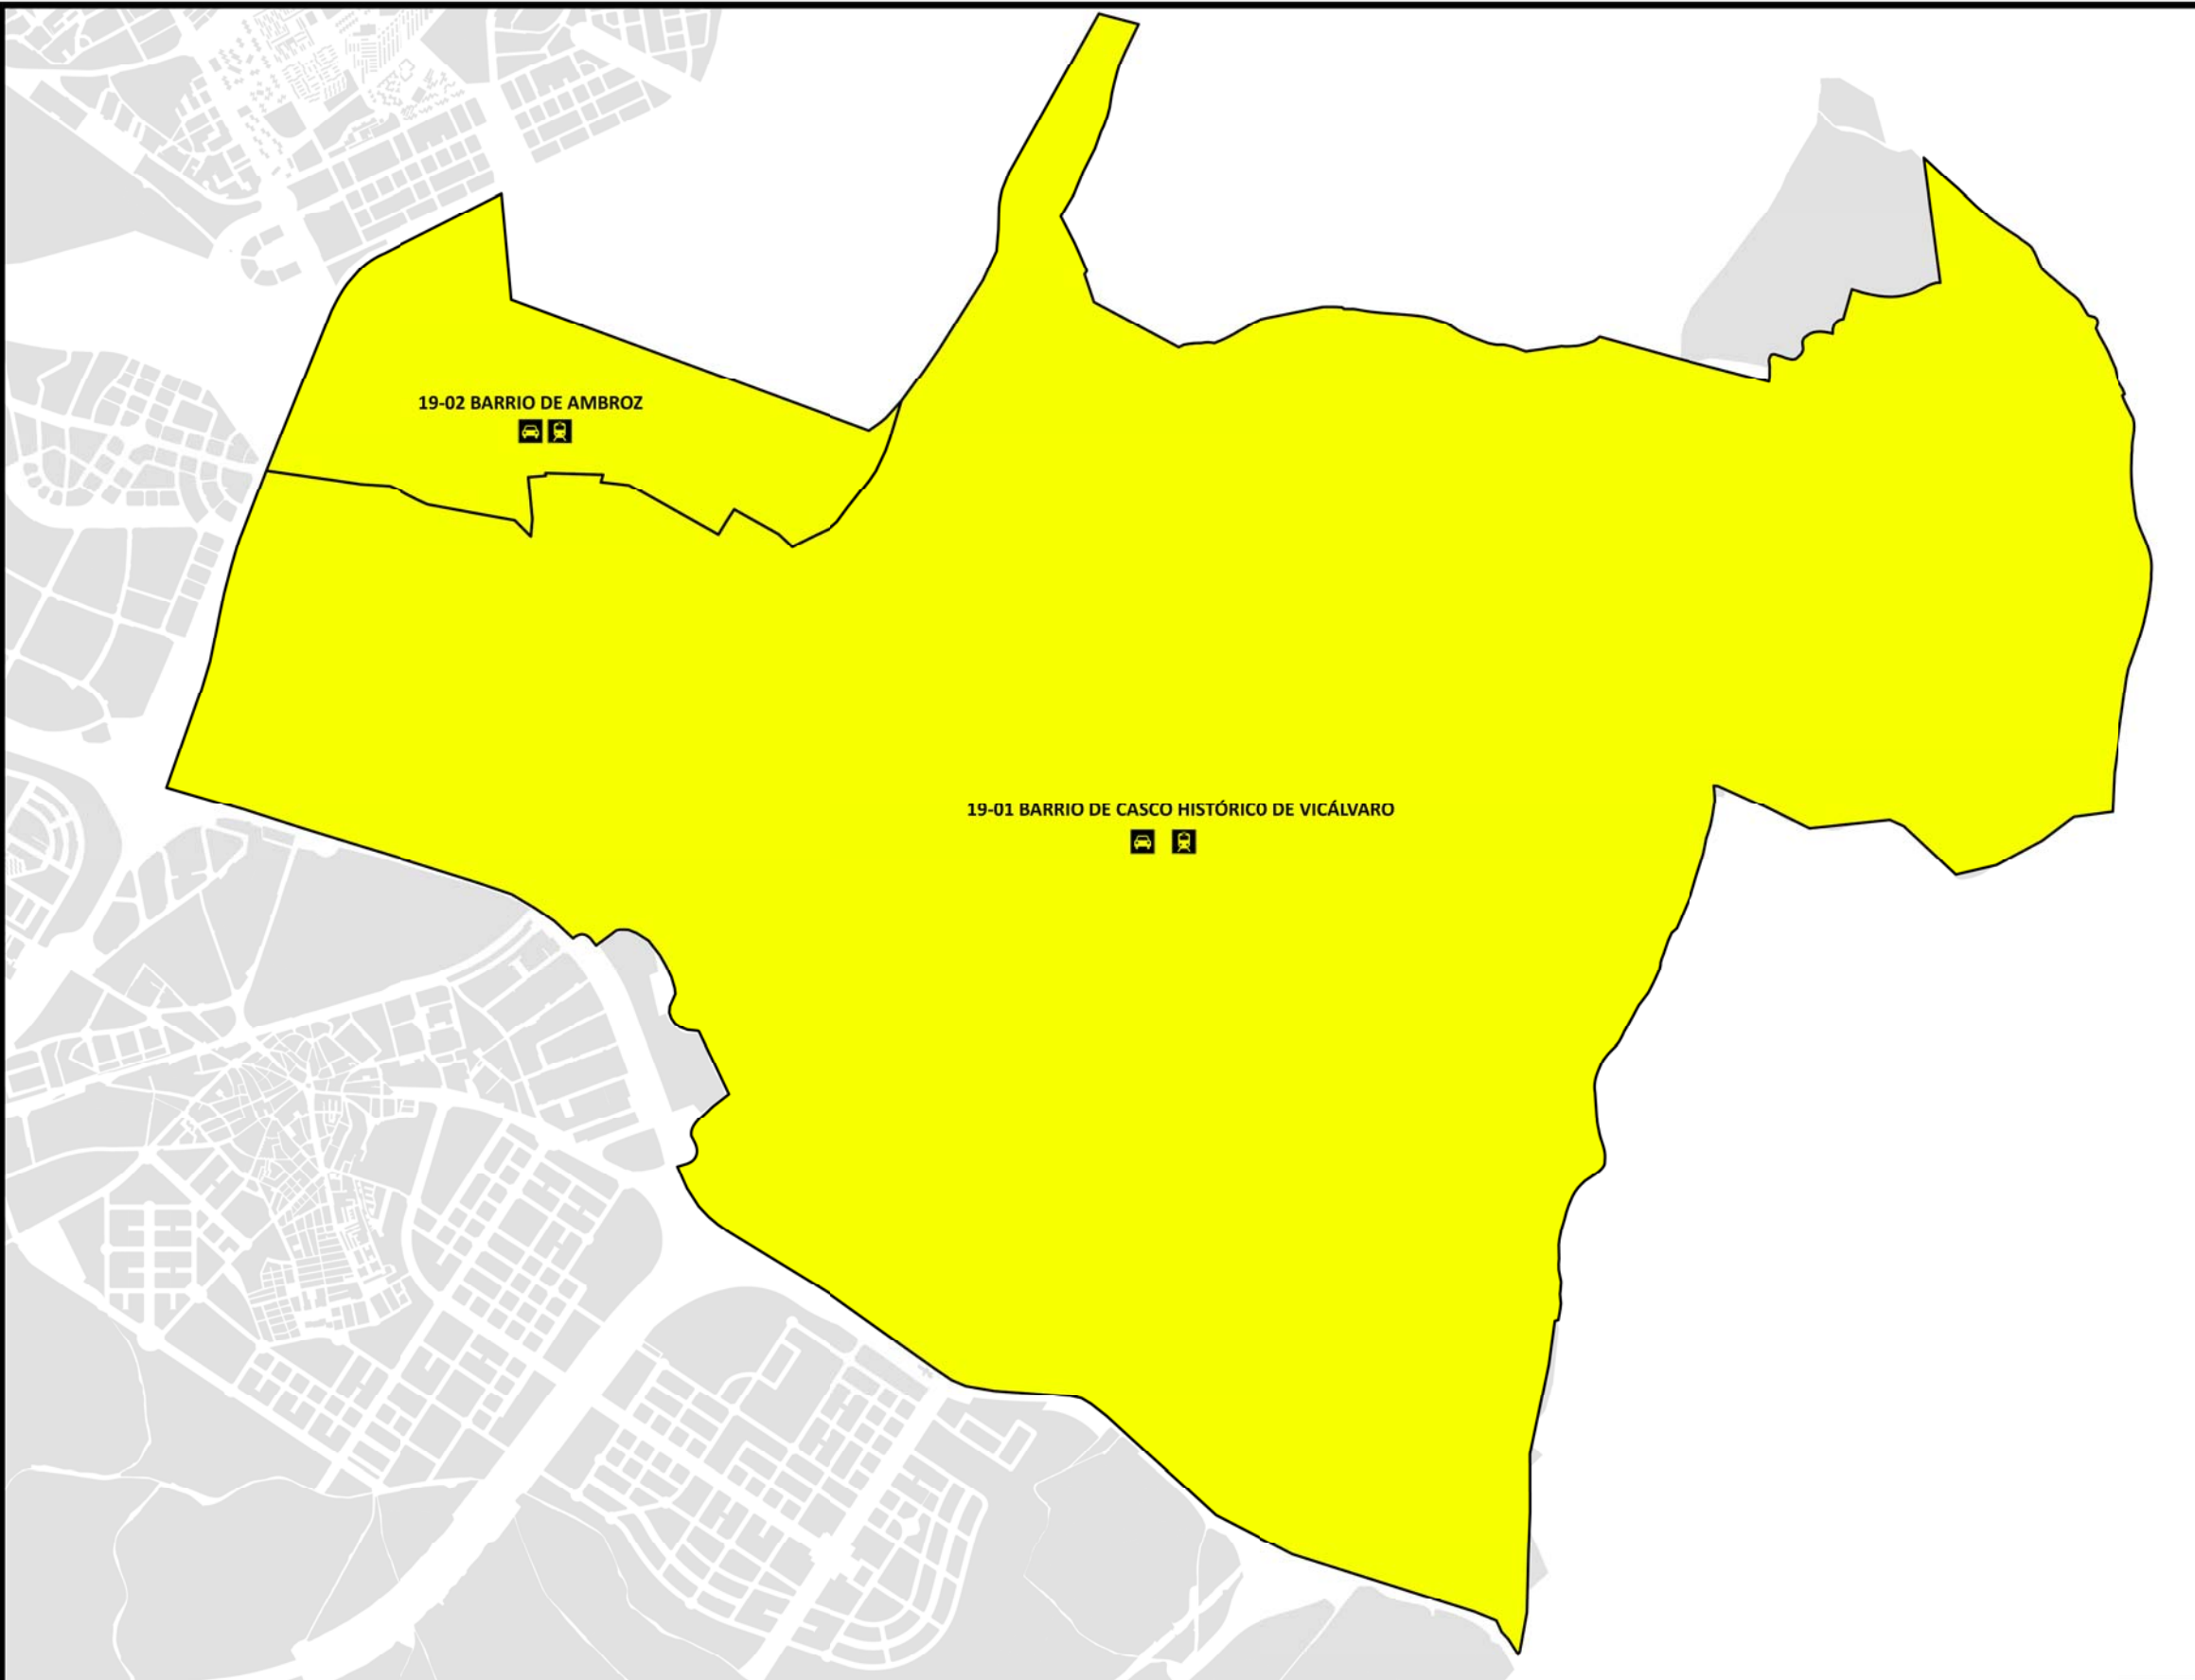 19-02 BARRIO DE AMBROZ
19-01 BARRIO DE CASCO HISTÓRICO DE VICÁLVARO